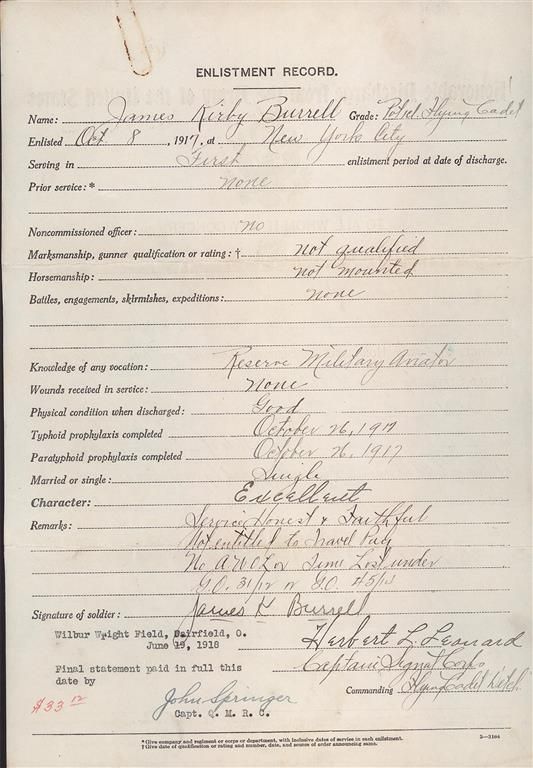 ENLISTMENT RECORD.
Name: James Kirby Burrell Grade: Flying Cadet
Enlisted Oct 8, 1917, at New York City
Serving in First enlistment period at date of discharge.
Prior service:* none
Noncommissioned officer: no
Marksmanship, gunner qualification or rating: † not qualified
Horsemanship: not mounted
Battles, engagements, skirmishes, expeditions: none
Knowledge of any vocation: Reserve Military Aviator
Wounds received in service: none
Physical condition when discharged: Good
Typhoid prophylaxis completed October 26, 1917
Paratyphoid prophylaxis completed October 26, 1917
Married or single: Single
Character: Excellent
Remarks: Service Honest & Faithful
Not entitled to Travel Pay
No A.W.O.L or Time Lost under
G.O. 31/12 or G.O. 45/14
Signature of soldier: James K Burrell
Wilbur Wright Field, Fairfield, O.
June 19, 1918
Herbert L. Leonard
Captain Signal Corps
Final statement paid in full this
date by
Commanding Flying Cadet Detch.
$33 12
John Springer
Capt. Q. M. R. C.
*Give company and regiment or corps or department, with inclusive dates of service in each enlistment.
†Give date of qualification or rating and number, date, and source of order announcing same.
3—3164